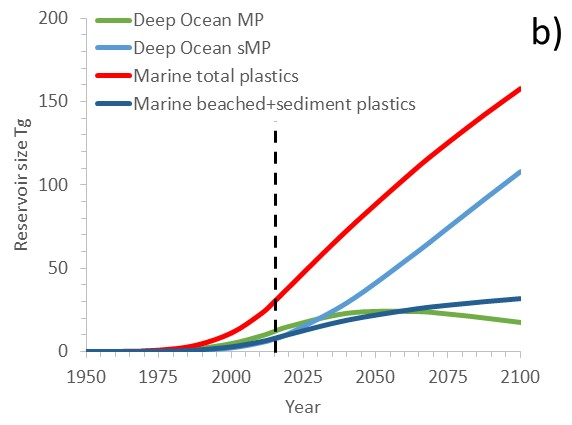 b)
Deep Ocean MP
Deep Ocean sMP
Marine total plastics
Marine beached+sediment plastics
Reservoir size Tg
200
150
100
50
0
1950 1975 2000 2025 2050 2075 2100
Year